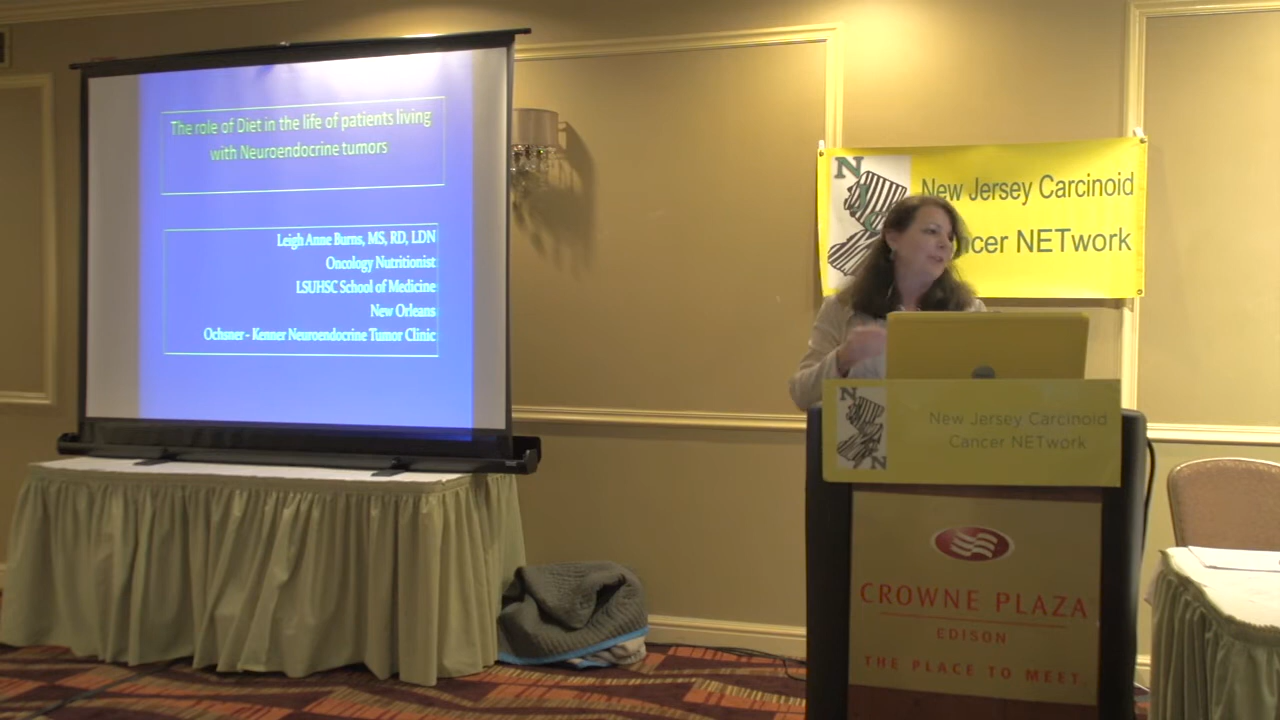 The role of Diet in the life of patients living
with Neuroendocrine tumors
Leigh Anne Burns, MS, RD, LDN
Oncology Nutritionist
LSUHSC School of Medicine
New Orleans
Ochsner - Kenner Neuroendocrine Tumor Clinic
New Jersey Carcinoid
ancer NETwork
New Jersey Carcinoid
Cancer NETwork
CROWNE PLAZA
EDISON
THE PLACE TO MEET.